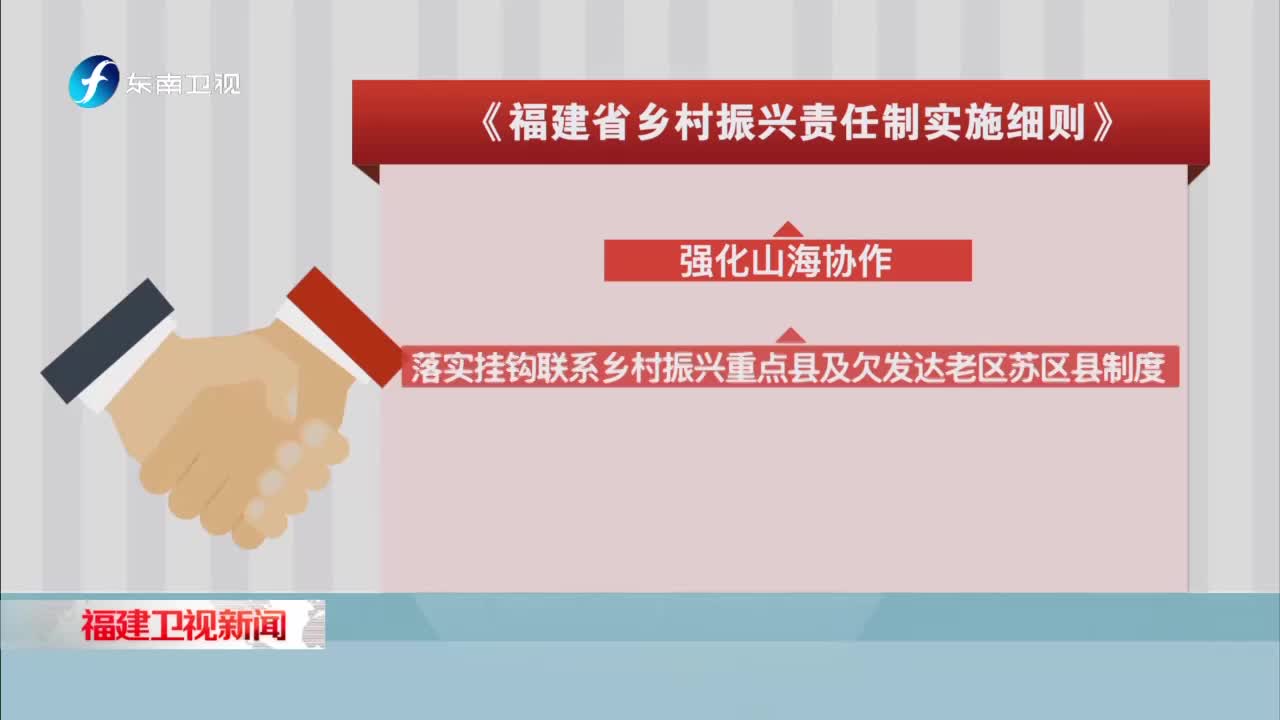 东南卫视
《福建省乡村振兴责任制实施细则》
强化山海协作
落实挂钩联系乡村振兴重点县及欠发达老区苏区县制度
福建卫视新闻